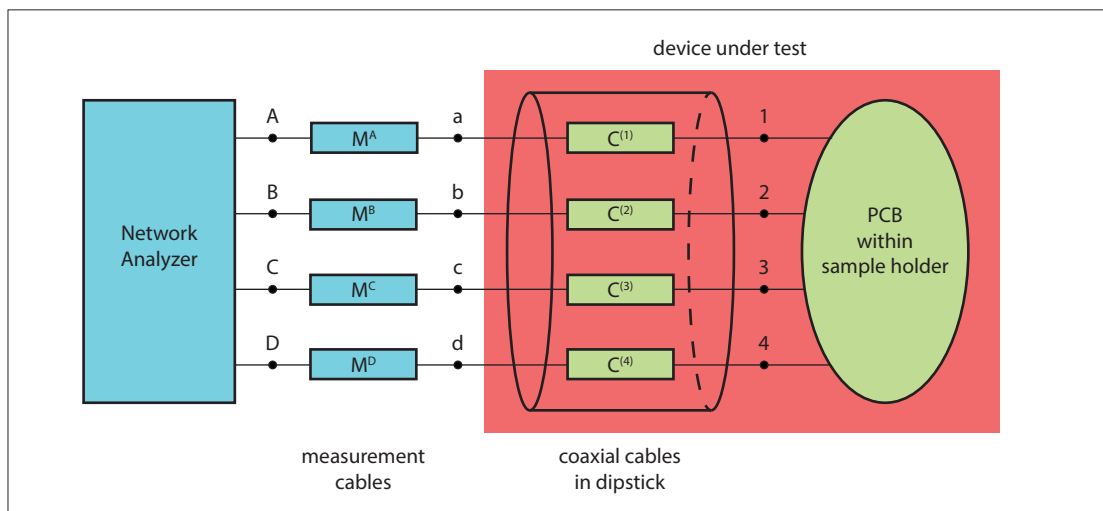 device under test
A
M^A
a
C^(1)
1
B
M^B
b
C^(2)
2
Network
Analyzer
PCB
within
sample holder
C
M^C
c
C^(3)
3
D
M^D
d
C^(4)
4
measurement
cables
coaxial cables
in dipstick